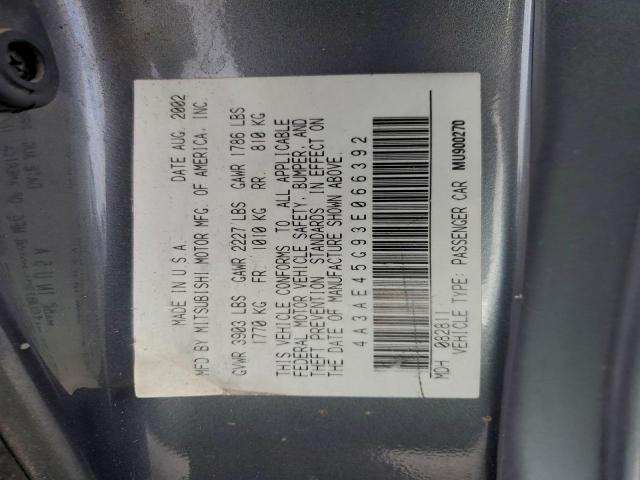 MADE IN U.S.A. DATE AUG, 2002
MFD BY MITSUBISHI MOTOR MFG. OF AMERICA, INC.
GVWR 3903 LBS GAWR 2227 LBS GAWR 1786 LBS
1770 KG FR. 1010 KG RR. 810 KG
THIS VEHICLE CONFORMS TO ALL APPLICABLE
FEDERAL MOTOR VEHICLE SAFETY, BUMPER, AND
THEFT PREVENTION STANDARDS IN EFFECT ON
THE DATE OF MANUFACTURE SHOWN ABOVE.
4A3AE45G93E066392
MDH 082811
VEHICLE TYPE: PASSENGER CAR MU900270